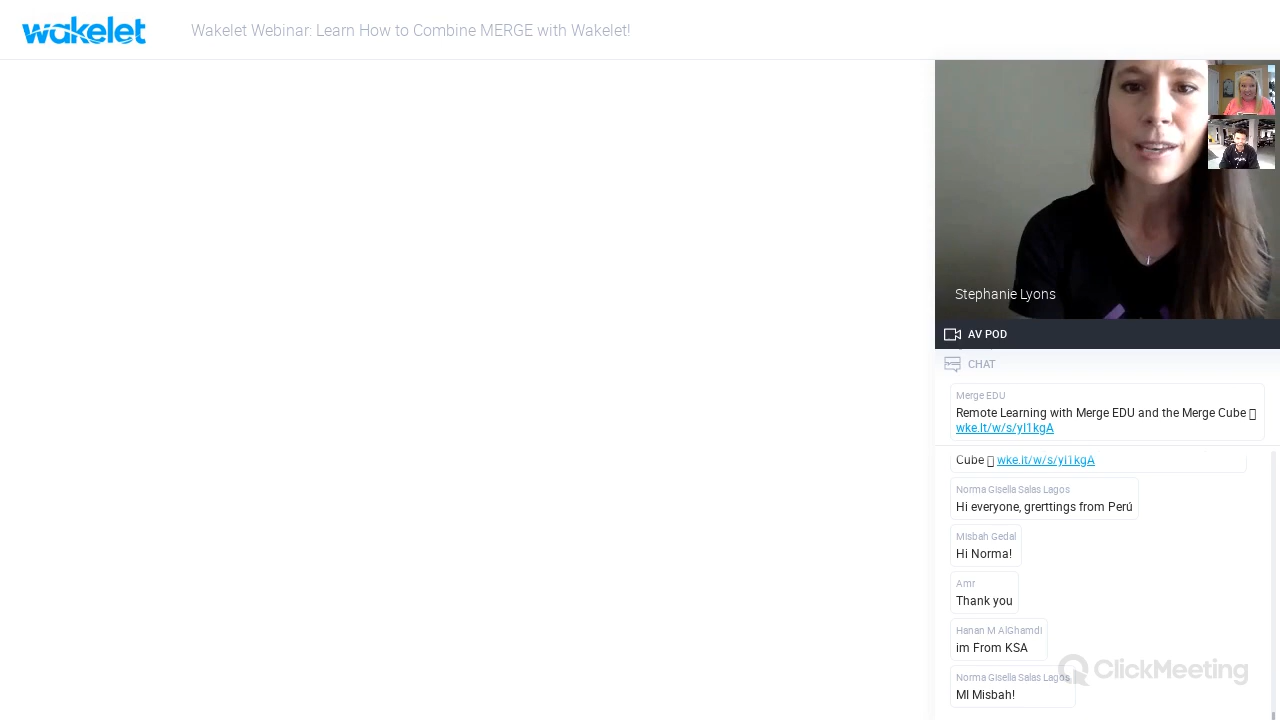 wakelet
Wakelet Webinar: Learn How to Combine MERGE with Wakelet!
Stephanie Lyons
AV POD
CHAT
Merge EDU
Remote Learning with Merge EDU and the Merge Cube
wke.lt/w/s/yI1kgA
Cube wke.lt/w/s/yI1kgA
Norma Gisella Salas Lagos
Hi everyone, grerttings from Perú
Misbah Gedal
Hi Norma!
Amr
Thank you
Hanan M AlGhamdi
im From KSA
ClickMeeting
Norma Gisella Salas Lagos
MI Misbah!